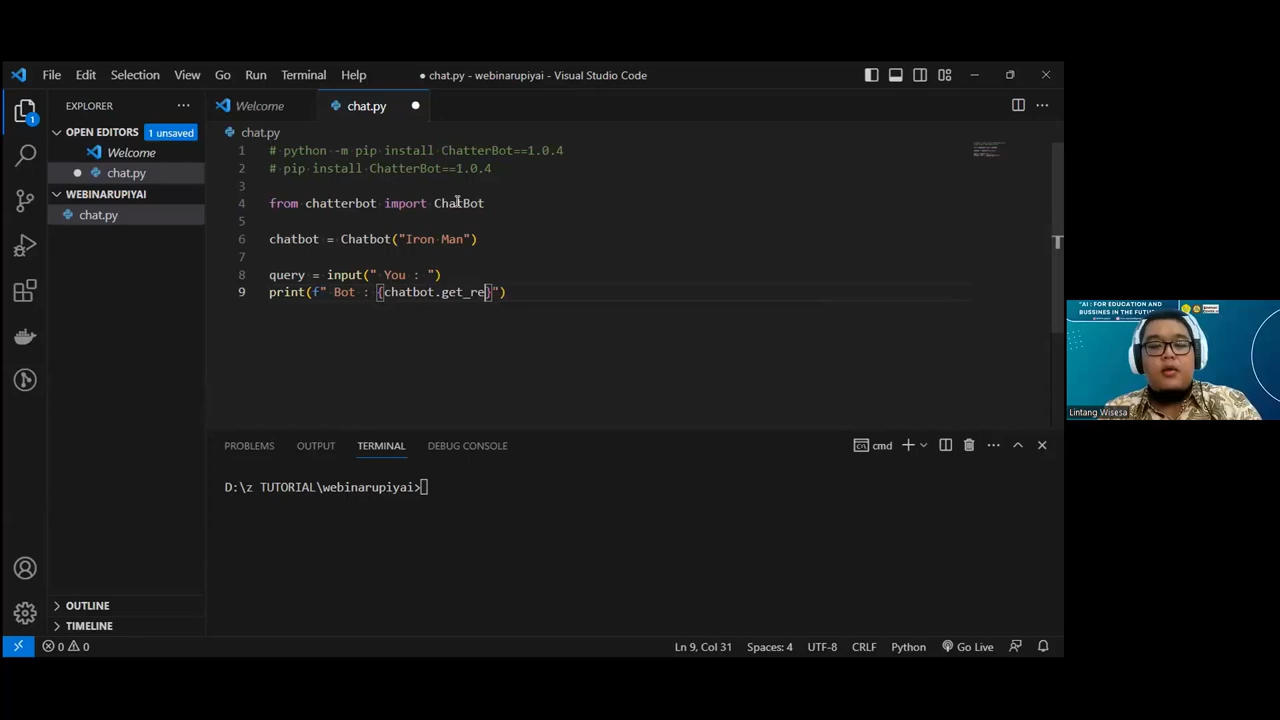 File Edit Selection View Go Run Terminal Help
● chat.py - webinarupiyai - Visual Studio Code
EXPLORER
Welcome
chat.py
OPEN EDITORS
1 unsaved
Welcome
chat.py
WEBINARUPIYAI
chat.py
OUTLINE
TIMELINE
1
chat.py
1 # python -m pip install ChatterBot==1.0.4
2 # pip install ChatterBot==1.0.4
3
4 from chatterbot import ChatBot
5
6 chatbot = Chatbot("Iron Man")
7
8 query = input(" You : ")
9 print(f" Bot : {chatbot.get_re}")
PROBLEMS OUTPUT TERMINAL DEBUG CONSOLE
cmd
D:\z TUTORIAL\webinarupiyai>
0 0
Ln 9, Col 31 Spaces: 4 UTF-8 CRLF Python Go Live
"AI : FOR EDUCATION AND
BUSSINES IN THE FUTU
Lintang Wisesa